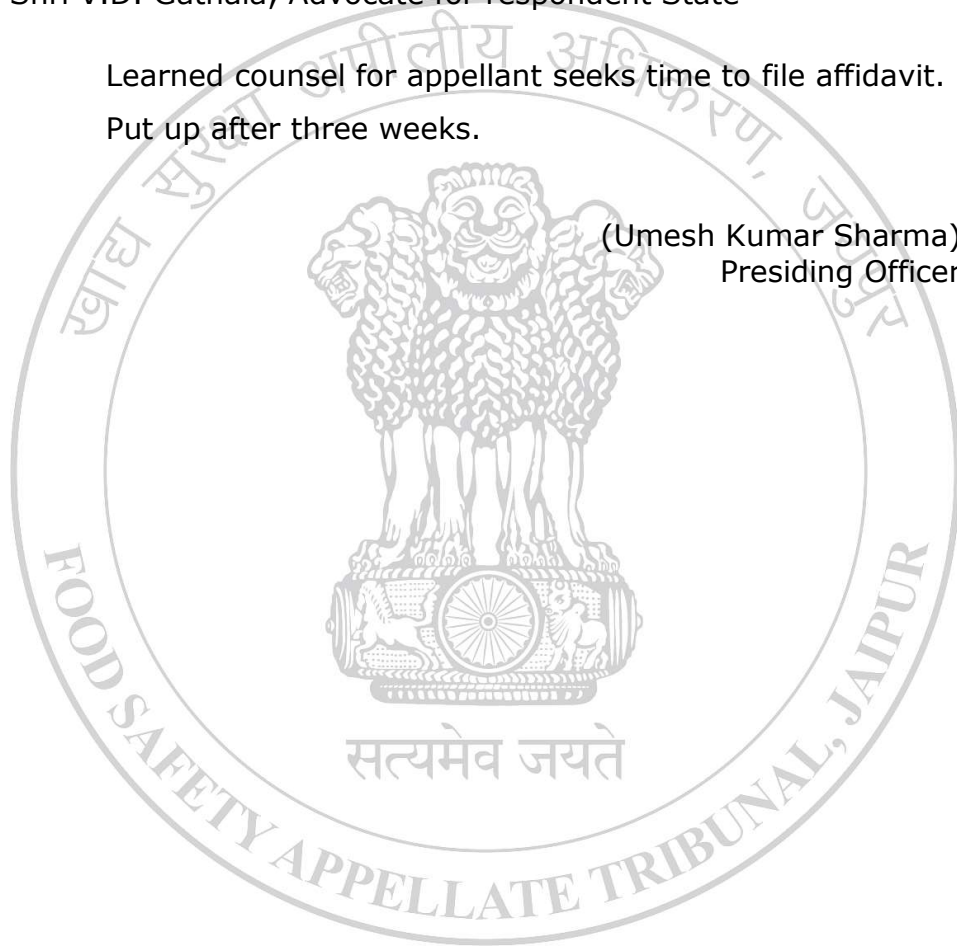 Shri V.D. Gathala, Advocate for respondent State
Learned counsel for appellant seeks time to file affidavit.
Put up after three weeks.
(Umesh Kumar Sharma)
Presiding Officer
खाद्य सुरक्षा अपीलीय अधिकरण, जयपुर
सत्यमेव जयते
FOOD SAFETY APPELLATE TRIBUNAL, JAIPUR